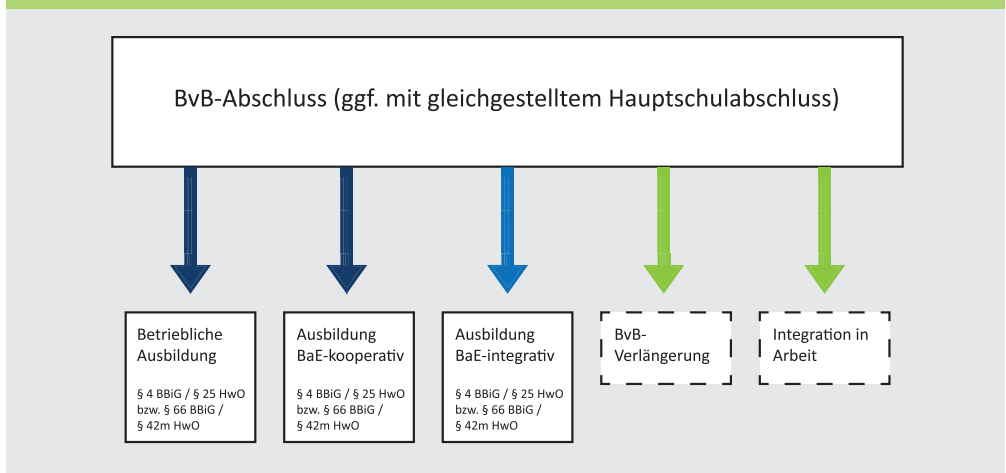 BvB-Abschluss (ggf. mit gleichgestelltem Hauptschulabschluss)
Betriebliche
Ausbildung
§ 4 BBiG / § 25 HwO
bzw. § 66 BBiG /
§ 42m HwO
Ausbildung
BaE-kooperativ
§ 4 BBiG / § 25 HwO
bzw. § 66 BBiG /
§ 42m HwO
Ausbildung
BaE-integrativ
§ 4 BBiG / § 25 HwO
bzw. § 66 BBiG /
§ 42m HwO
BvB-
Verlängerung
Integration in
Arbeit